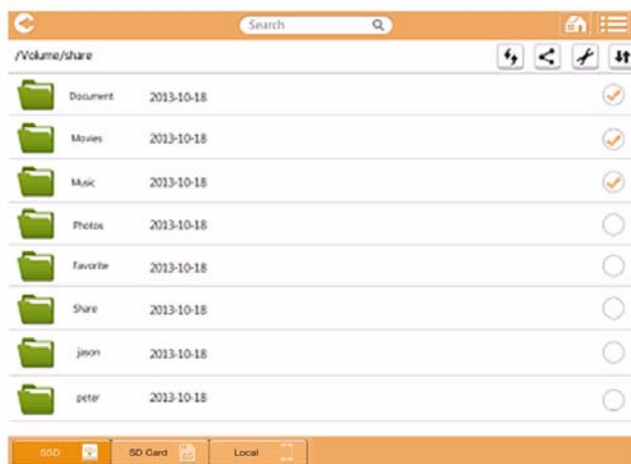 Search
/Volume/share
Document 2013-10-18
Movies 2013-10-18
Music 2013-10-18
Photos 2013-10-18
Favorite 2013-10-18
Share 2013-10-18
jason 2013-10-18
peter 2013-10-18
SSD SD Card Local